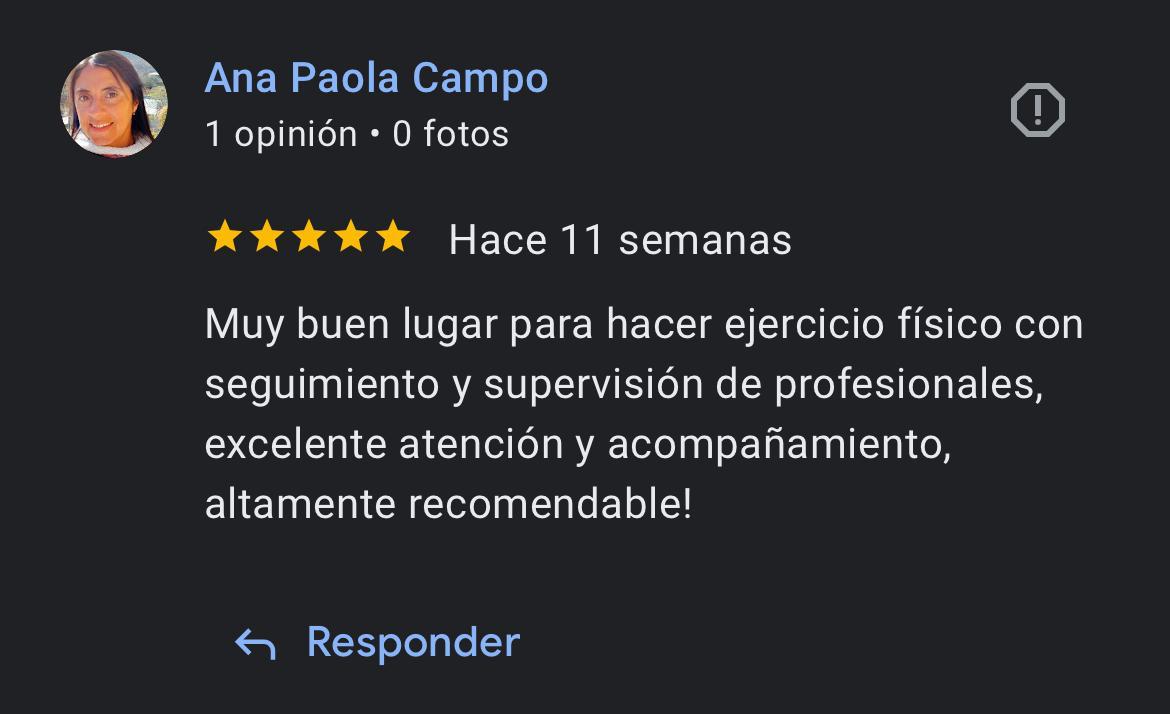 Ana Paola Campo
1 opinión • 0 fotos
Hace 11 semanas
Muy buen lugar para hacer ejercicio físico con
seguimiento y supervisión de profesionales,
excelente atención y acompañamiento,
altamente recomendable!
Responder